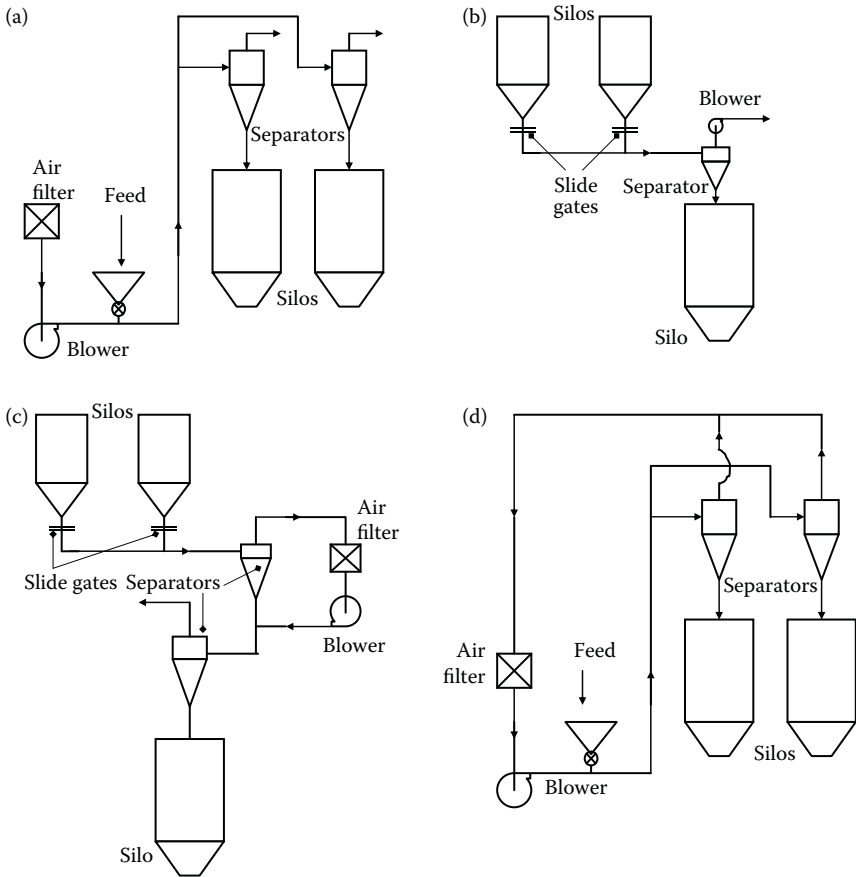 (a)
Separators
Air
filter
Feed
Silos
Blower
(b)
Silos
Blower
Slide
gates
Separator
Silo
(c)
Silos
Air
filter
Slide gates
Separators
Blower
Silo
(d)
Separators
Air
filter
Feed
Silos
Blower